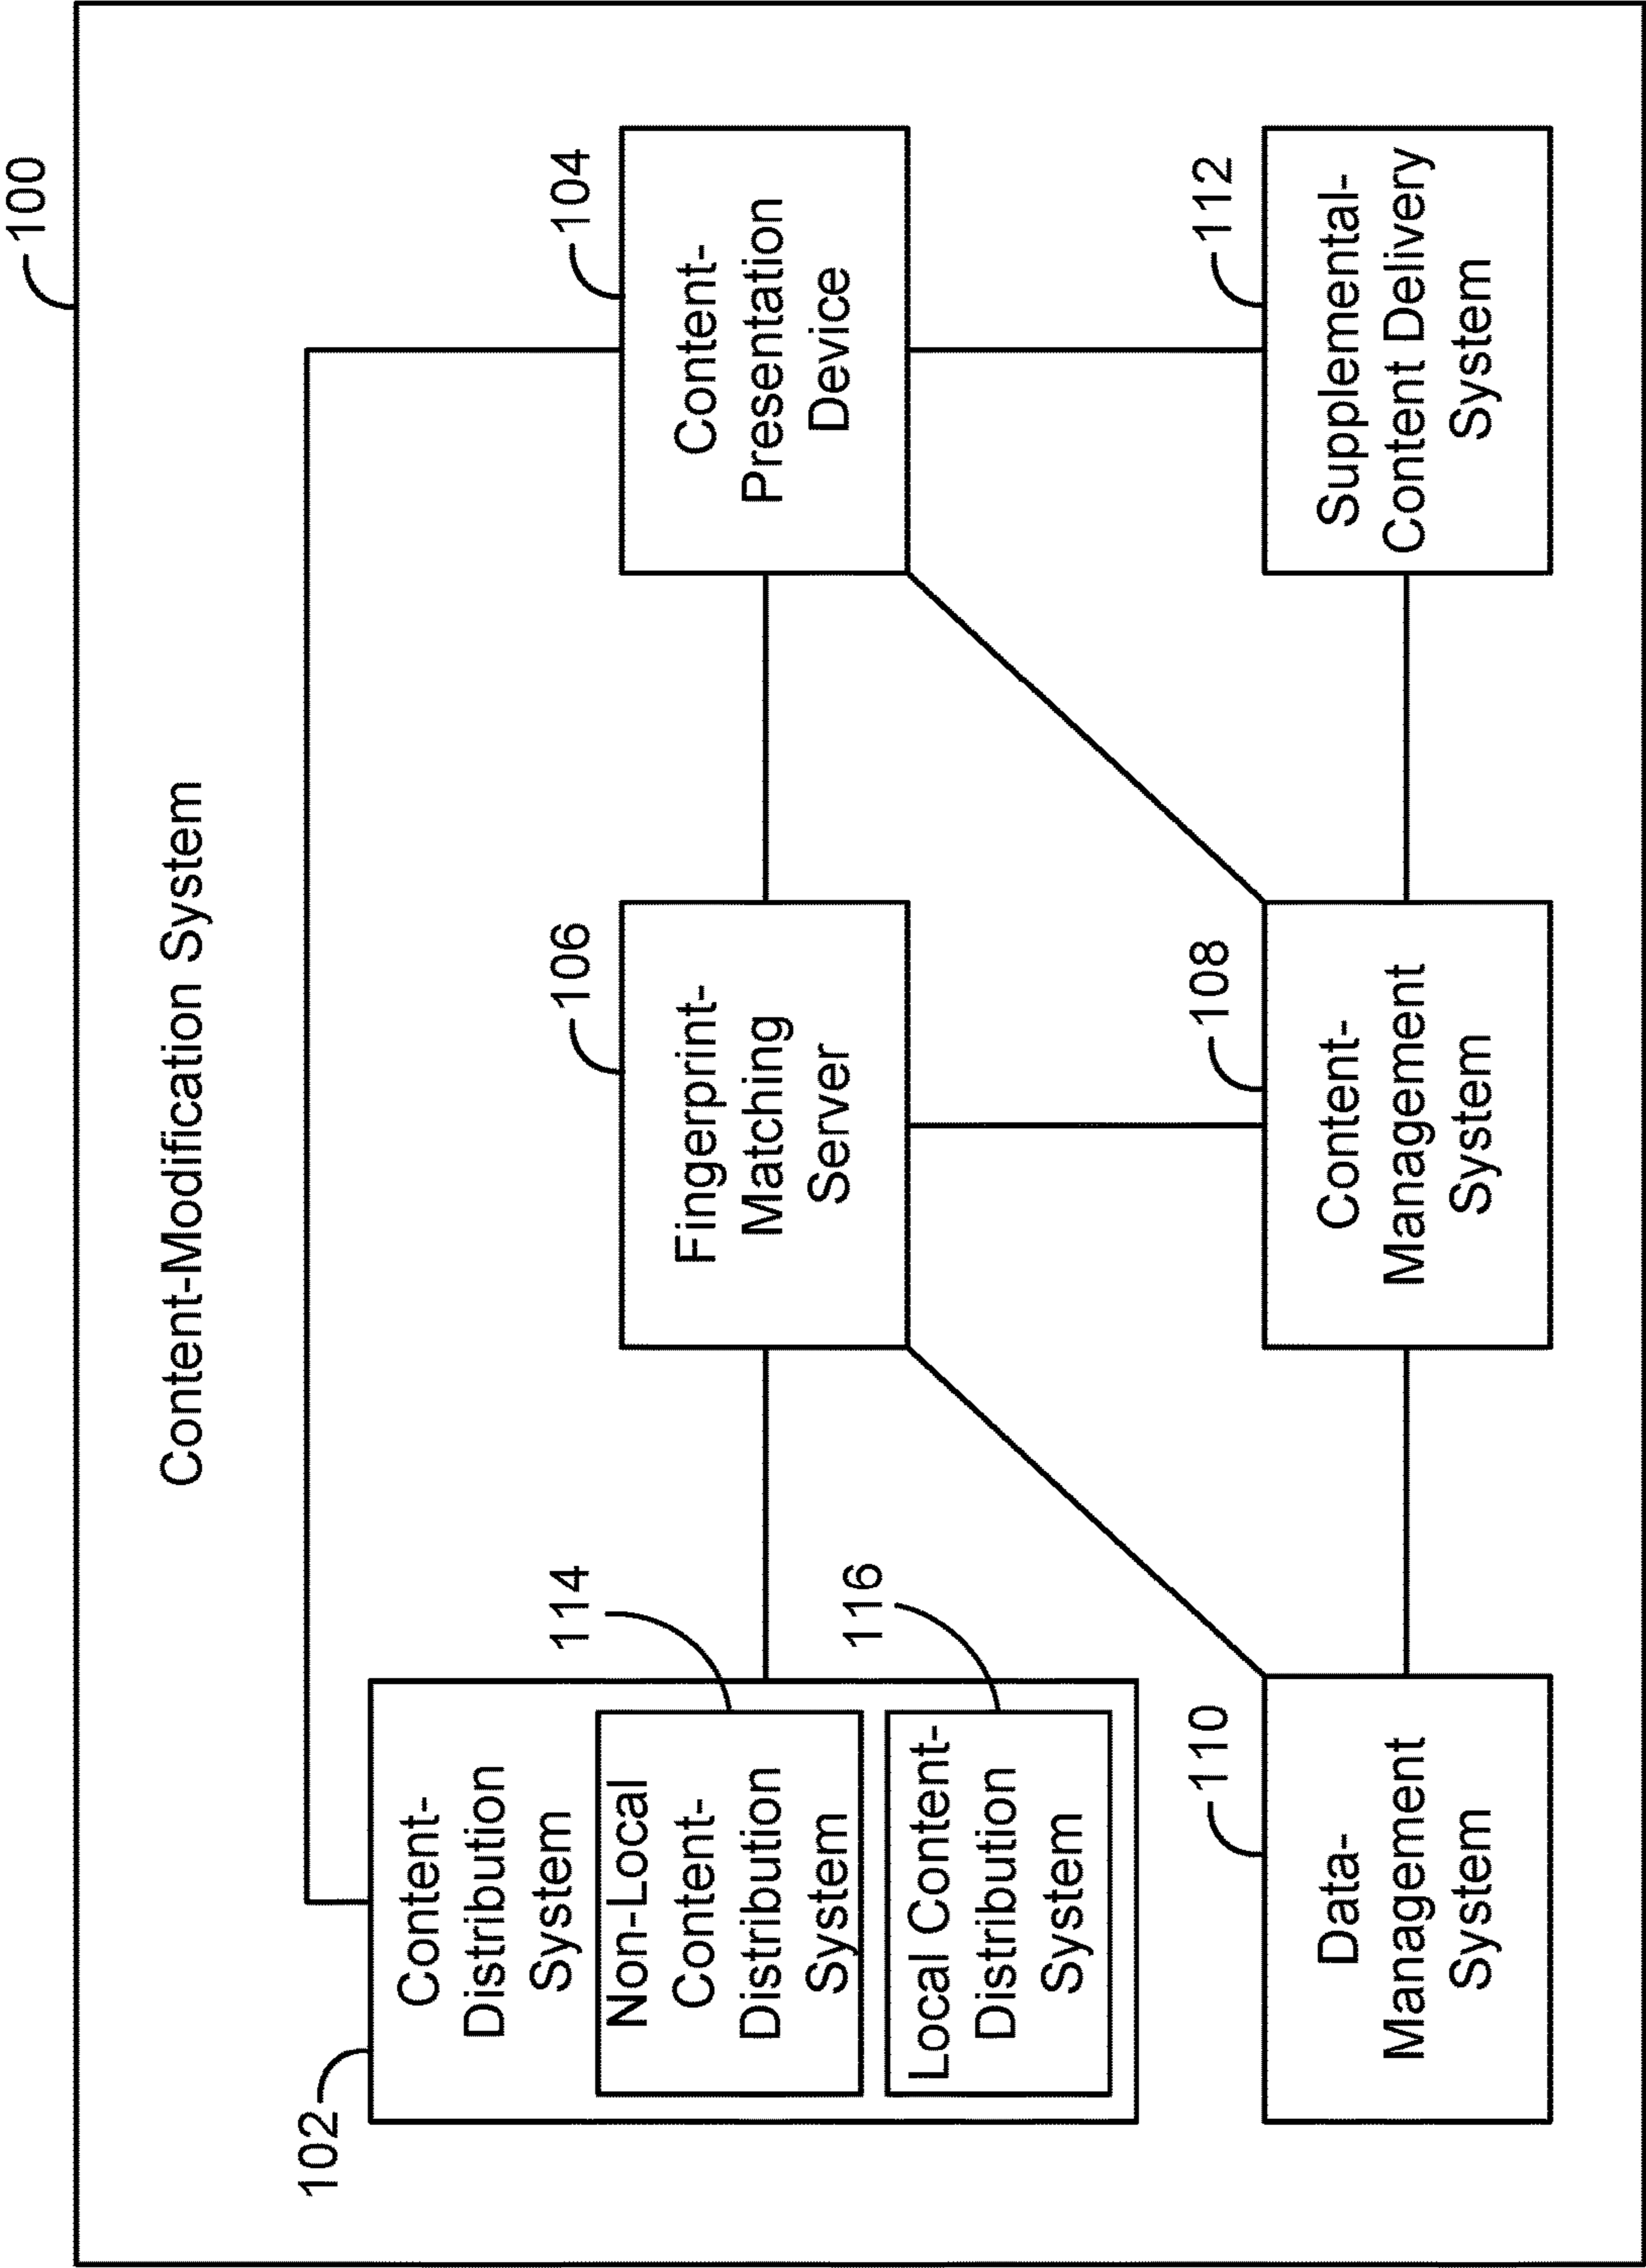 100
Content-Modification System
102
Content-
Distribution
System
114
Non-Local
Content-
Distribution
System
116
Local Content-
Distribution
System
106
Fingerprint-
Matching
Server
104
Content-
Presentation
Device
110
Data-
Management
System
108
Content-
Management
System
112
Supplemental-
Content Delivery
System